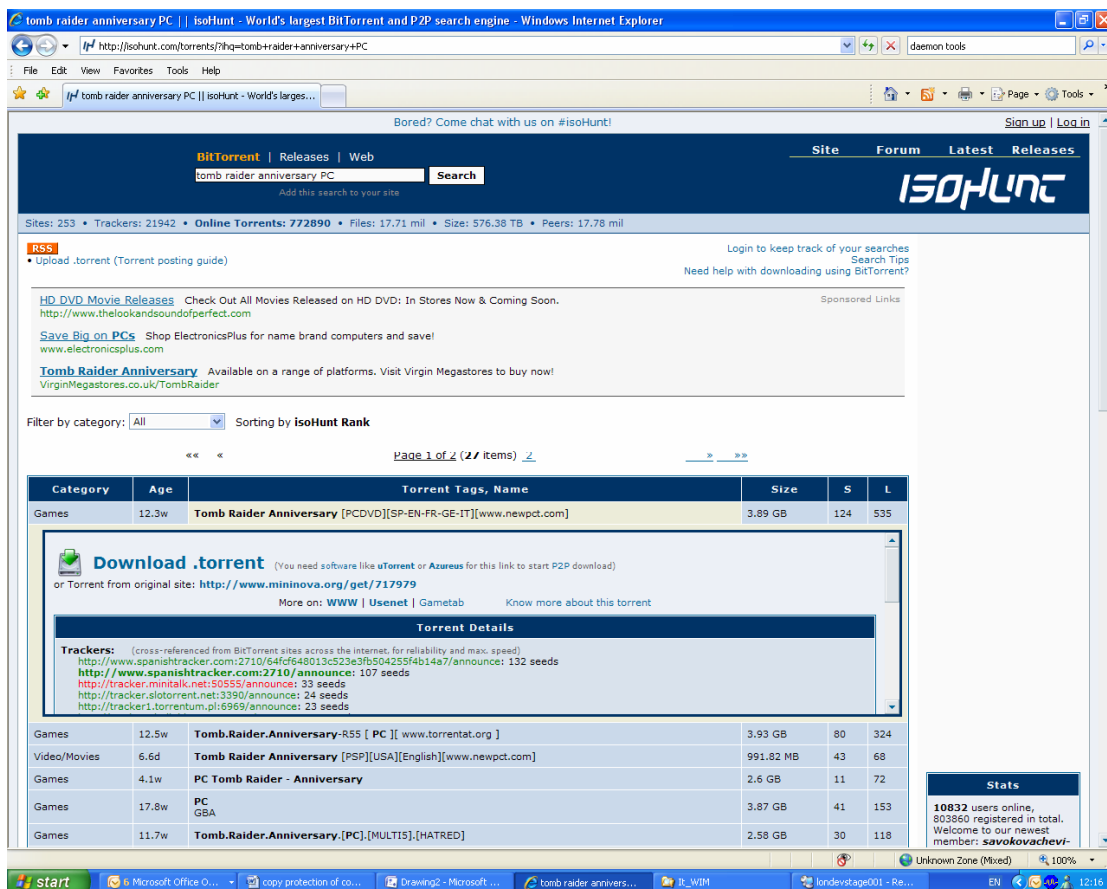 tomb raider anniversary PC || isoHunt - World's largest BitTorrent and P2P search engine - Windows Internet Explorer
http://isohunt.com/torrents/?ihq=tomb+raider+anniversary+PC
daemon tools
File Edit View Favorites Tools Help
tomb raider anniversary PC || isoHunt - World's larges...
Page Tools
Bored? Come chat with us on #isoHunt!
Sign up | Log in
BitTorrent | Releases | Web
Site Forum Latest Releases
tomb raider anniversary PC Search
Add this search to your site
isoHunt
Sites: 253 • Trackers: 21942 • Online Torrents: 772890 • Files: 17.71 mil • Size: 576.38 TB • Peers: 17.78 mil
RSS
• Upload .torrent (Torrent posting guide)
Login to keep track of your searches
Search Tips
Need help with downloading using BitTorrent?
HD DVD Movie Releases Check Out All Movies Released on HD DVD: In Stores Now & Coming Soon.
Sponsored Links
http://www.thelookandsoundofperfect.com
Save Big on PCs Shop ElectronicsPlus for name brand computers and save!
www.electronicsplus.com
Tomb Raider Anniversary Available on a range of platforms. Visit Virgin Megastores to buy now!
VirginMegastores.co.uk/TombRaider
Filter by category: All Sorting by isoHunt Rank
«« « Page 1 of 2 (27 items) 2 » »»
Category Age Torrent Tags, Name Size S L
Games 12.3w Tomb Raider Anniversary [PCDVD][SP-EN-FR-GE-IT][www.newpct.com] 3.89 GB 124 535
Download .torrent (You need software like uTorrent or Azureus for this link to start P2P download)
or Torrent from original site: http://www.mininova.org/get/717979
More on: WWW | Usenet | Gametab Know more about this torrent
Torrent Details
Trackers: (cross-referenced from BitTorrent sites across the internet, for reliability and max. speed)
http://www.spanishtracker.com:2710/64fcf648013c523e3fb504255f4b14a7/announce: 132 seeds
http://www.spanishtracker.com:2710/announce: 107 seeds
http://tracker.minitalk.net:50555/announce: 33 seeds
http://tracker.slotorrent.net:3390/announce: 24 seeds
http://tracker1.torrentum.pl:6969/announce: 23 seeds
Games 12.5w Tomb.Raider.Anniversary-R55 [ PC ][ www.torrentat.org ] 3.93 GB 80 324
Video/Movies 6.6d Tomb Raider Anniversary [PSP][USA][English][www.newpct.com] 991.82 MB 43 68
Games 4.1w PC Tomb Raider - Anniversary 2.6 GB 11 72
Games 17.8w PC 3.87 GB 41 153
GBA
Games 11.7w Tomb.Raider.Anniversary.[PC].[MULTI5].[HATRED] 2.58 GB 30 118
Stats
10832 users online,
803860 registered in total.
Welcome to our newest
member: savokovachevi-
Unknown Zone (Mixed) 100%
start 6 Microsoft Office O... copy protection of co... Drawing2 - Microsoft ... tomb raider annivers... It_WIM londevstage001 - Re... EN 12:16